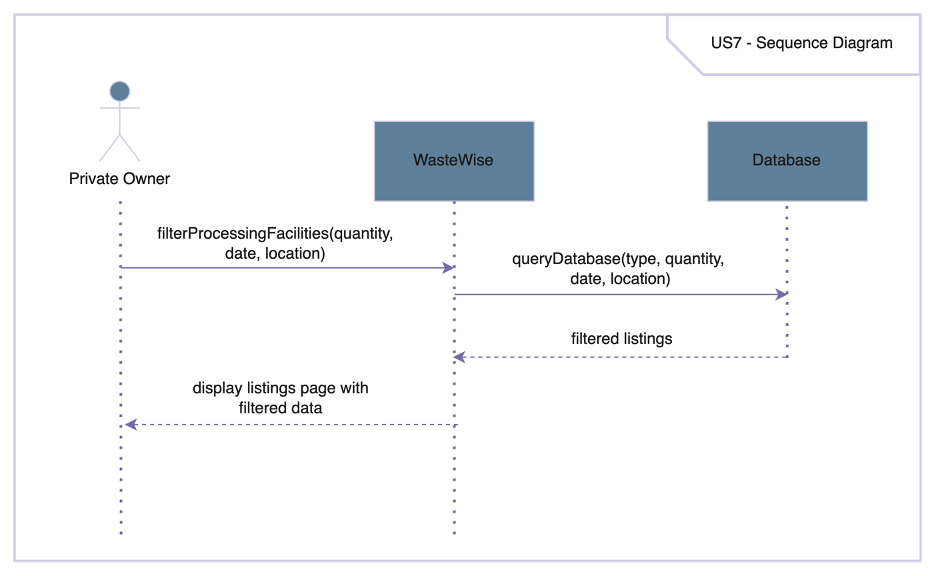 US7 - Sequence Diagram
Private Owner
WasteWise
Database
filterProcessingFacilities(quantity,
date, location)
queryDatabase(type, quantity,
date, location)
filtered listings
display listings page with
filtered data